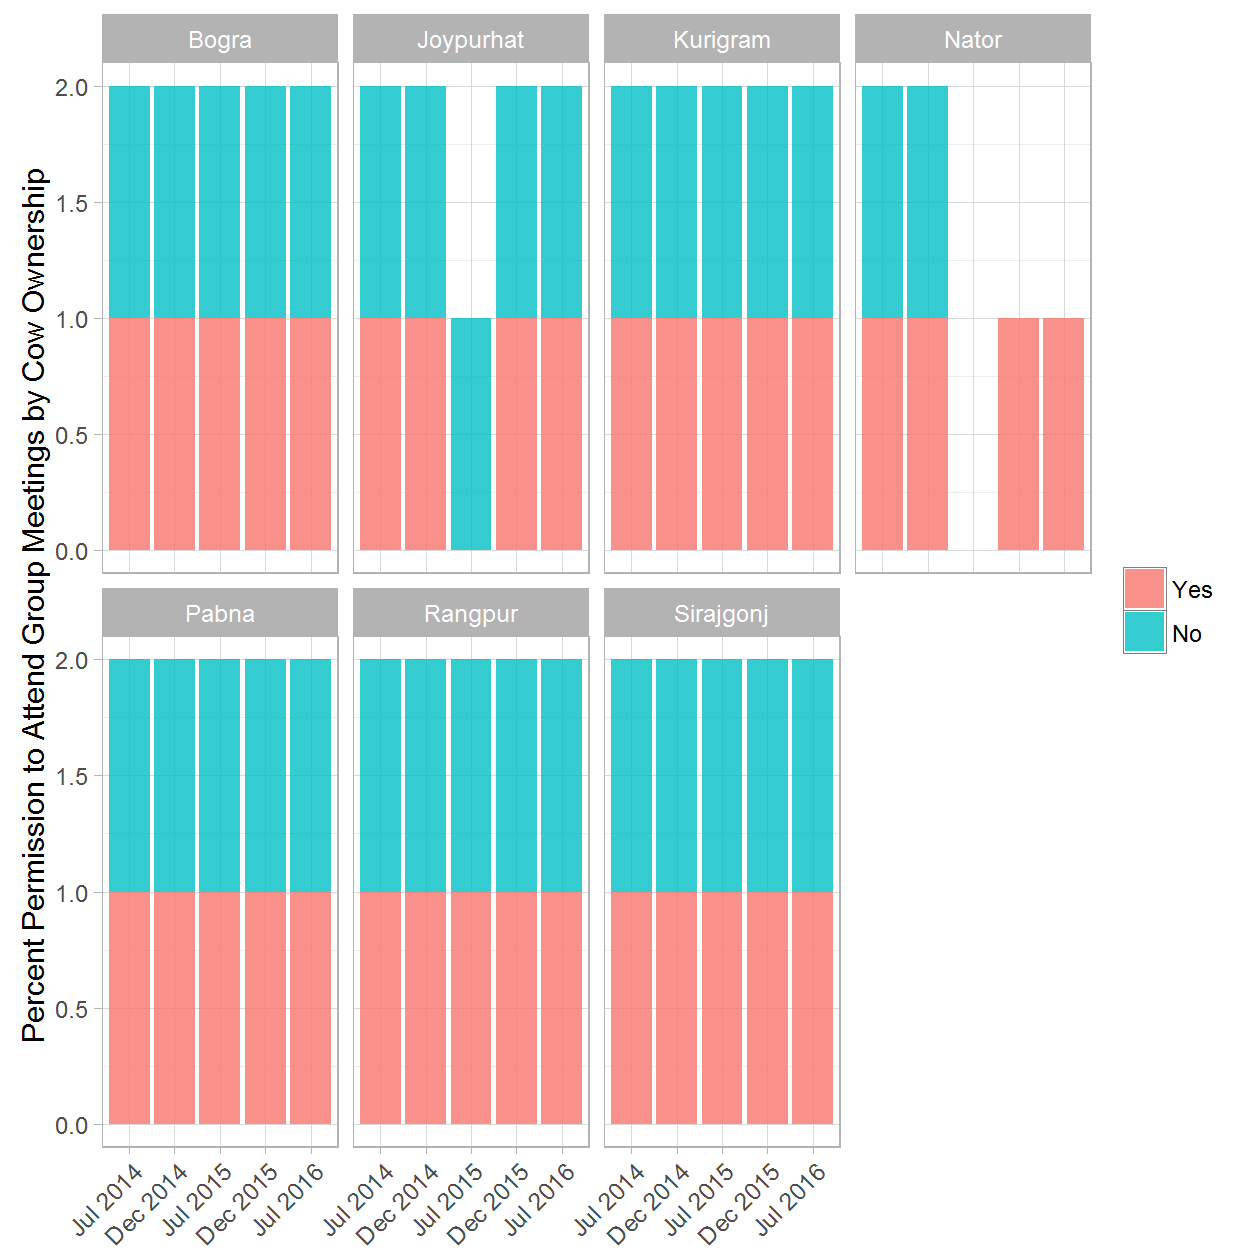 Percent Permission to Attend Group Meetings by Cow Ownership
Bogra
Joypurhat
Kurigram
Nator
2.0
1.5
1.0
0.5
0.0
Pabna
Rangpur
Sirajgonj
2.0
1.5
1.0
0.5
0.0
Jul 2014
Dec 2014
Jul 2015
Dec 2015
Jul 2016
Jul 2014
Dec 2014
Jul 2015
Dec 2015
Jul 2016
Jul 2014
Dec 2014
Jul 2015
Dec 2015
Jul 2016
Yes
No